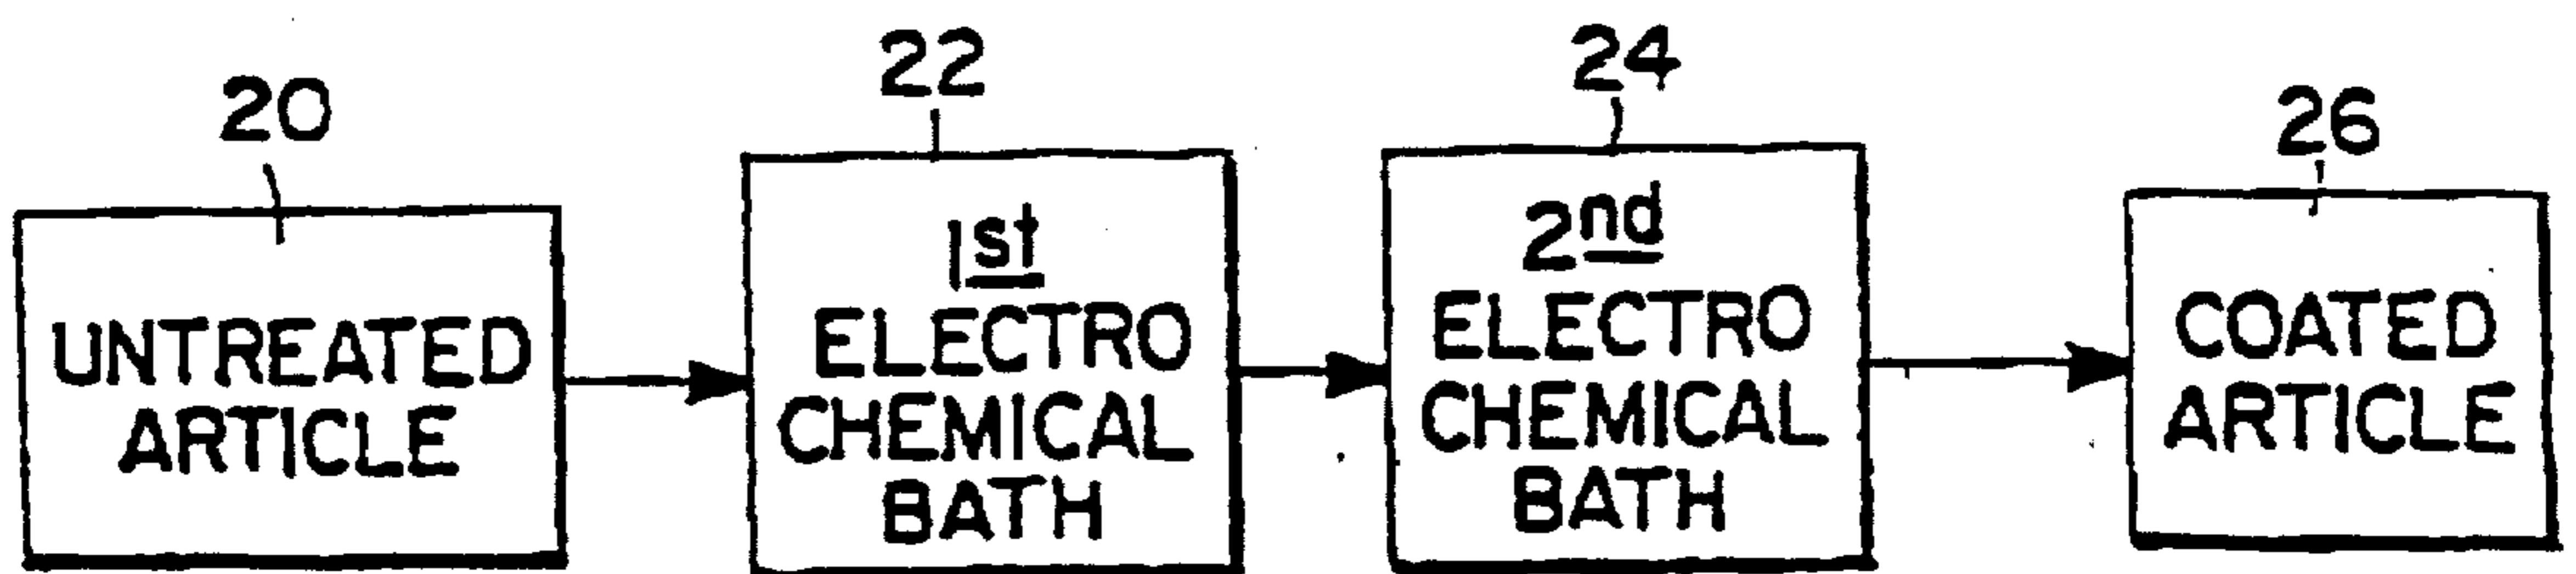 20
UNTREATED
ARTICLE
22
1st
ELECTRO
CHEMICAL
BATH
24
2nd
ELECTRO
CHEMICAL
BATH
26
COATED
ARTICLE